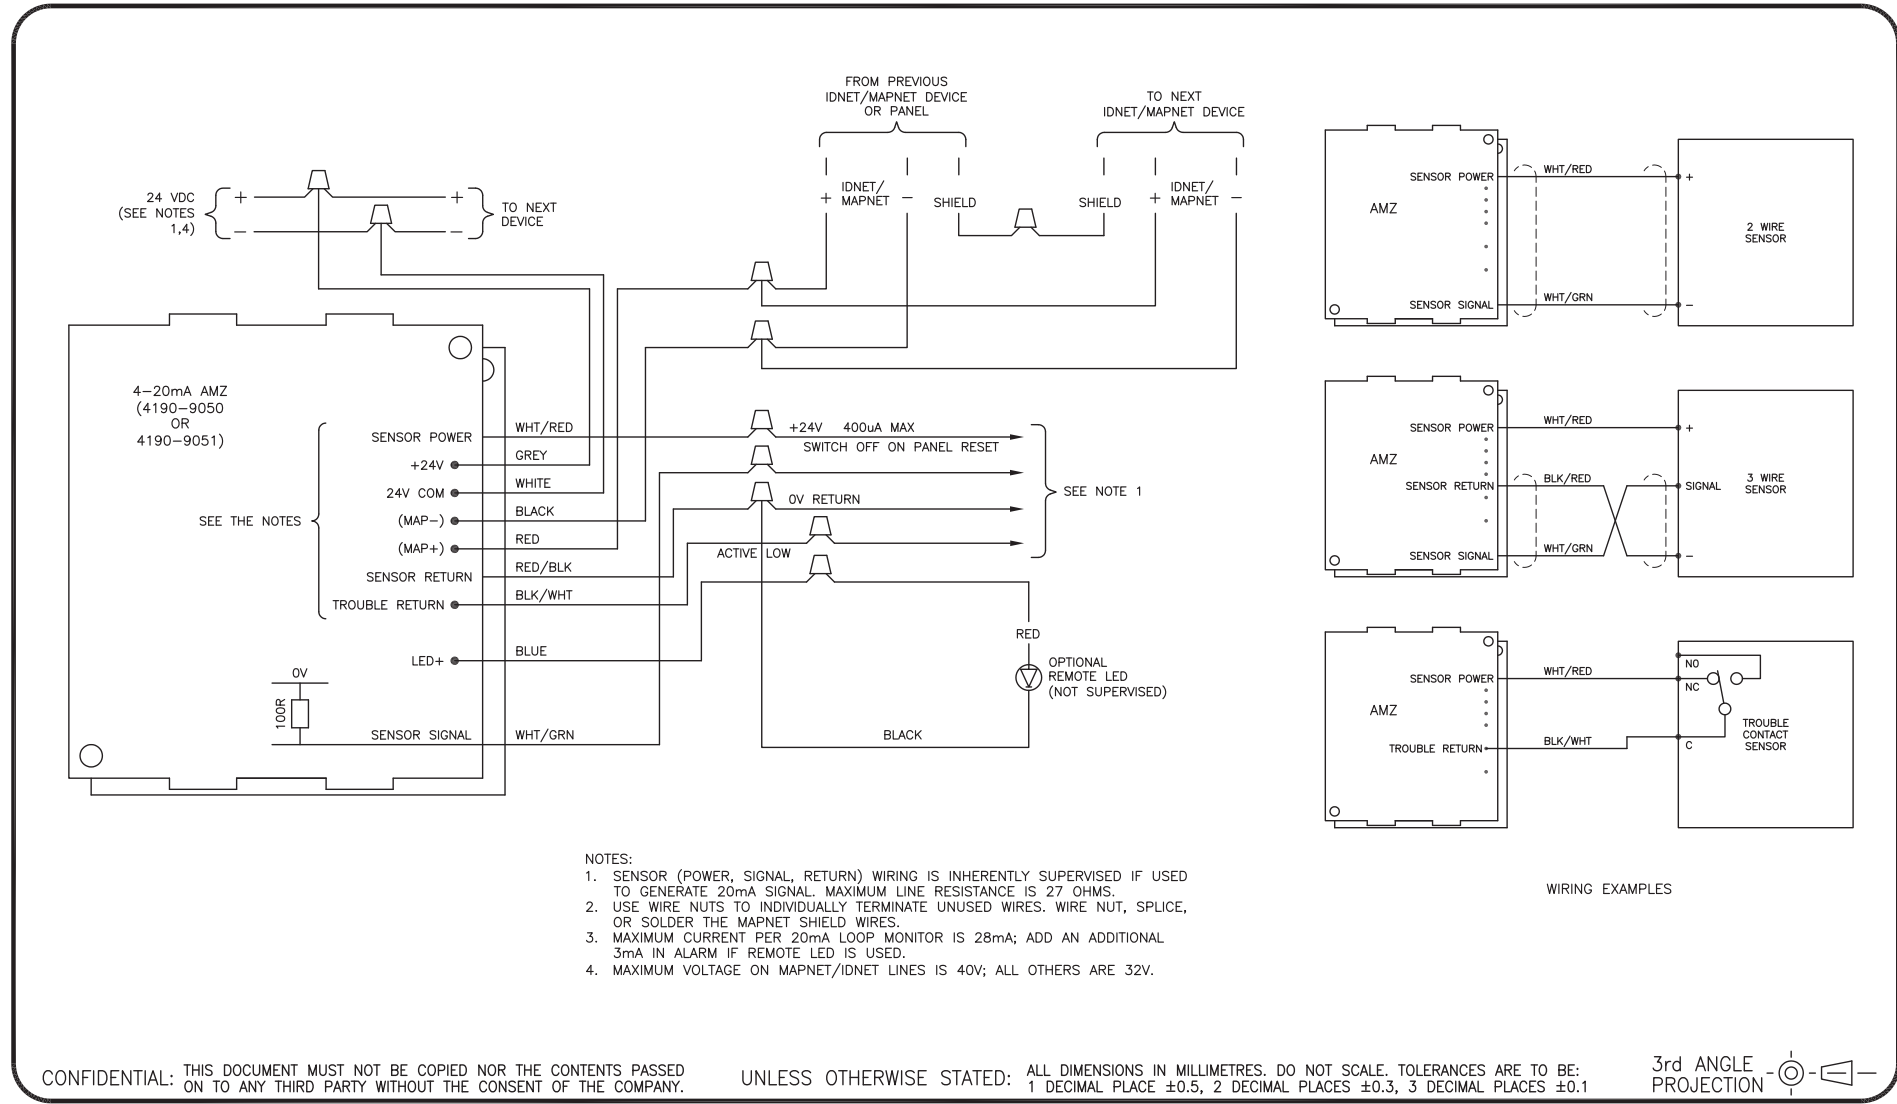 FROM PREVIOUS
IDNET/MAPNET DEVICE
OR PANEL
TO NEXT
IDNET/MAPNET DEVICE
24 VDC
(SEE NOTES
1,4)
+
−
+
−
TO NEXT
DEVICE
+
IDNET/
MAPNET
−
SHIELD
SHIELD
+
IDNET/
MAPNET
−
4−20mA AMZ
(4190−9050
OR
4190−9051)
SEE THE NOTES
SENSOR POWER
+24V
24V COM
(MAP−)
(MAP+)
SENSOR RETURN
TROUBLE RETURN
LED+
0V
100R
SENSOR SIGNAL
WHT/RED
GREY
WHITE
BLACK
RED
RED/BLK
BLK/WHT
BLUE
WHT/GRN
+24V 400uA MAX
SWITCH OFF ON PANEL RESET
0V RETURN
ACTIVE LOW
SEE NOTE 1
RED
OPTIONAL
REMOTE LED
(NOT SUPERVISED)
BLACK
SENSOR POWER
AMZ
SENSOR SIGNAL
WHT/RED
WHT/GRN
+
2 WIRE
SENSOR
−
SENSOR POWER
AMZ
SENSOR RETURN
SENSOR SIGNAL
WHT/RED
BLK/RED
WHT/GRN
+
SIGNAL
3 WIRE
SENSOR
−
SENSOR POWER
AMZ
TROUBLE RETURN
WHT/RED
BLK/WHT
NO
NC
C
TROUBLE
CONTACT
SENSOR
WIRING EXAMPLES
NOTES:
1. SENSOR (POWER, SIGNAL, RETURN) WIRING IS INHERENTLY SUPERVISED IF USED
TO GENERATE 20mA SIGNAL. MAXIMUM LINE RESISTANCE IS 27 OHMS.
2. USE WIRE NUTS TO INDIVIDUALLY TERMINATE UNUSED WIRES. WIRE NUT, SPLICE,
OR SOLDER THE MAPNET SHIELD WIRES.
3. MAXIMUM CURRENT PER 20mA LOOP MONITOR IS 28mA; ADD AN ADDITIONAL
3mA IN ALARM IF REMOTE LED IS USED.
4. MAXIMUM VOLTAGE ON MAPNET/IDNET LINES IS 40V; ALL OTHERS ARE 32V.
CONFIDENTIAL: THIS DOCUMENT MUST NOT BE COPIED NOR THE CONTENTS PASSED
ON TO ANY THIRD PARTY WITHOUT THE CONSENT OF THE COMPANY.
UNLESS OTHERWISE STATED: ALL DIMENSIONS IN MILLIMETRES. DO NOT SCALE. TOLERANCES ARE TO BE:
1 DECIMAL PLACE ±0.5, 2 DECIMAL PLACES ±0.3, 3 DECIMAL PLACES ±0.1
3rd ANGLE
PROJECTION